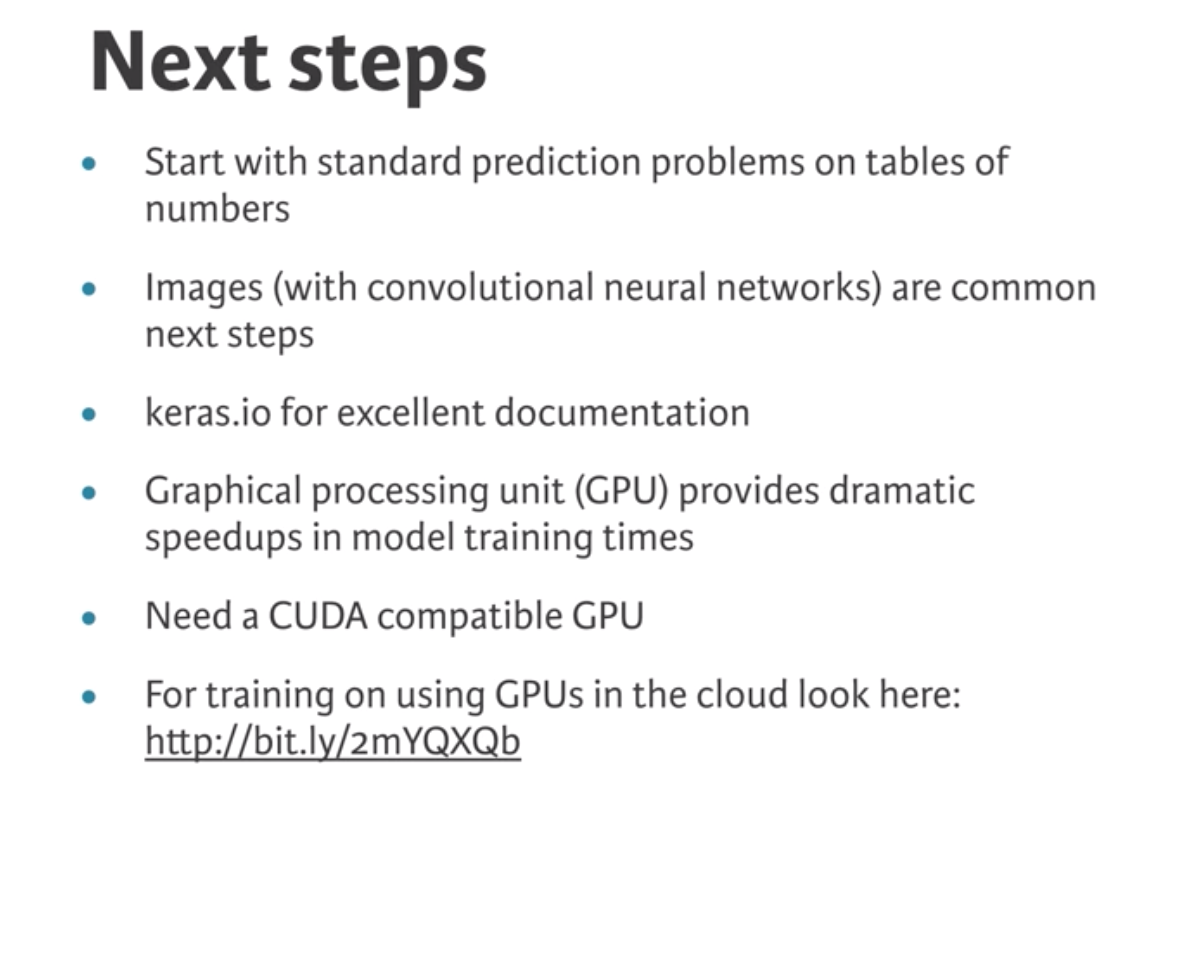 Next steps
• Start with standard prediction problems on tables of
numbers
• Images (with convolutional neural networks) are common
next steps
• keras.io for excellent documentation
• Graphical processing unit (GPU) provides dramatic
speedups in model training times
• Need a CUDA compatible GPU
• For training on using GPUs in the cloud look here:
http://bit.ly/2mYQXQb